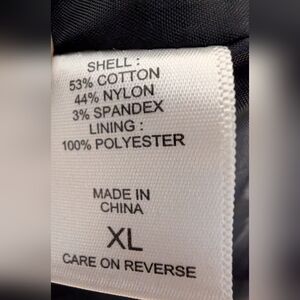 SHELL :
53% COTTON
44% NYLON
3% SPANDEX
LINING :
100% POLYESTER
MADE IN
CHINA
XL
CARE ON REVERSE